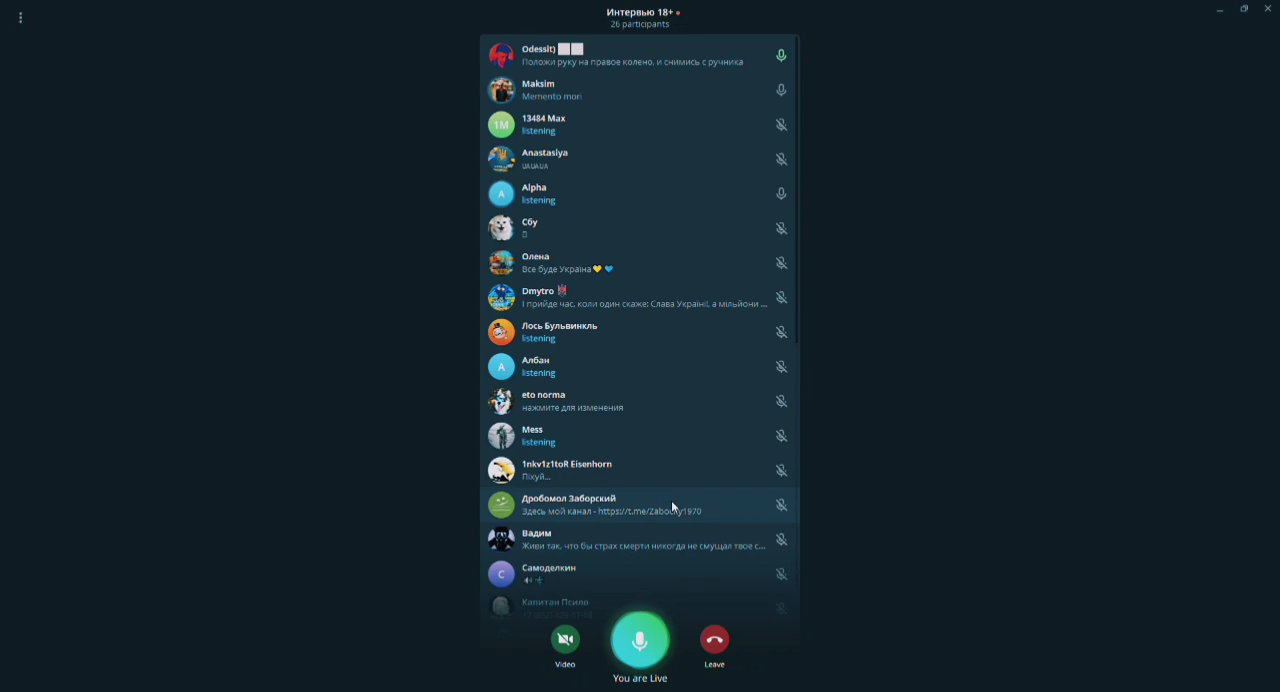 Интервью 18+
26 participants
Odessit)
Положи руку на правое колено, и снимись с ручника
Maksim
Memento mori
1M
13484 Max
listening
Anastasiya
UAUAUA
A
Alpha
listening
Сбу
Олена
Все буде Україна💛💙
Dmytro
І прийде час, коли один скаже: Слава Україні!, а мільйони ...
Лось Бульвинкль
listening
A
Албан
listening
eto norma
нажмите для изменения
Mess
listening
1nkv1z1toR Eisenhorn
Піхуй...
Дробомол Заборский
Здесь мой канал - https://t.me/Zabo 1970
Вадим
Живи так, что бы страх смерти никогда не смущал твое с...
C
Самоделкин
Капитан Псило
Video
Leave
You are Live